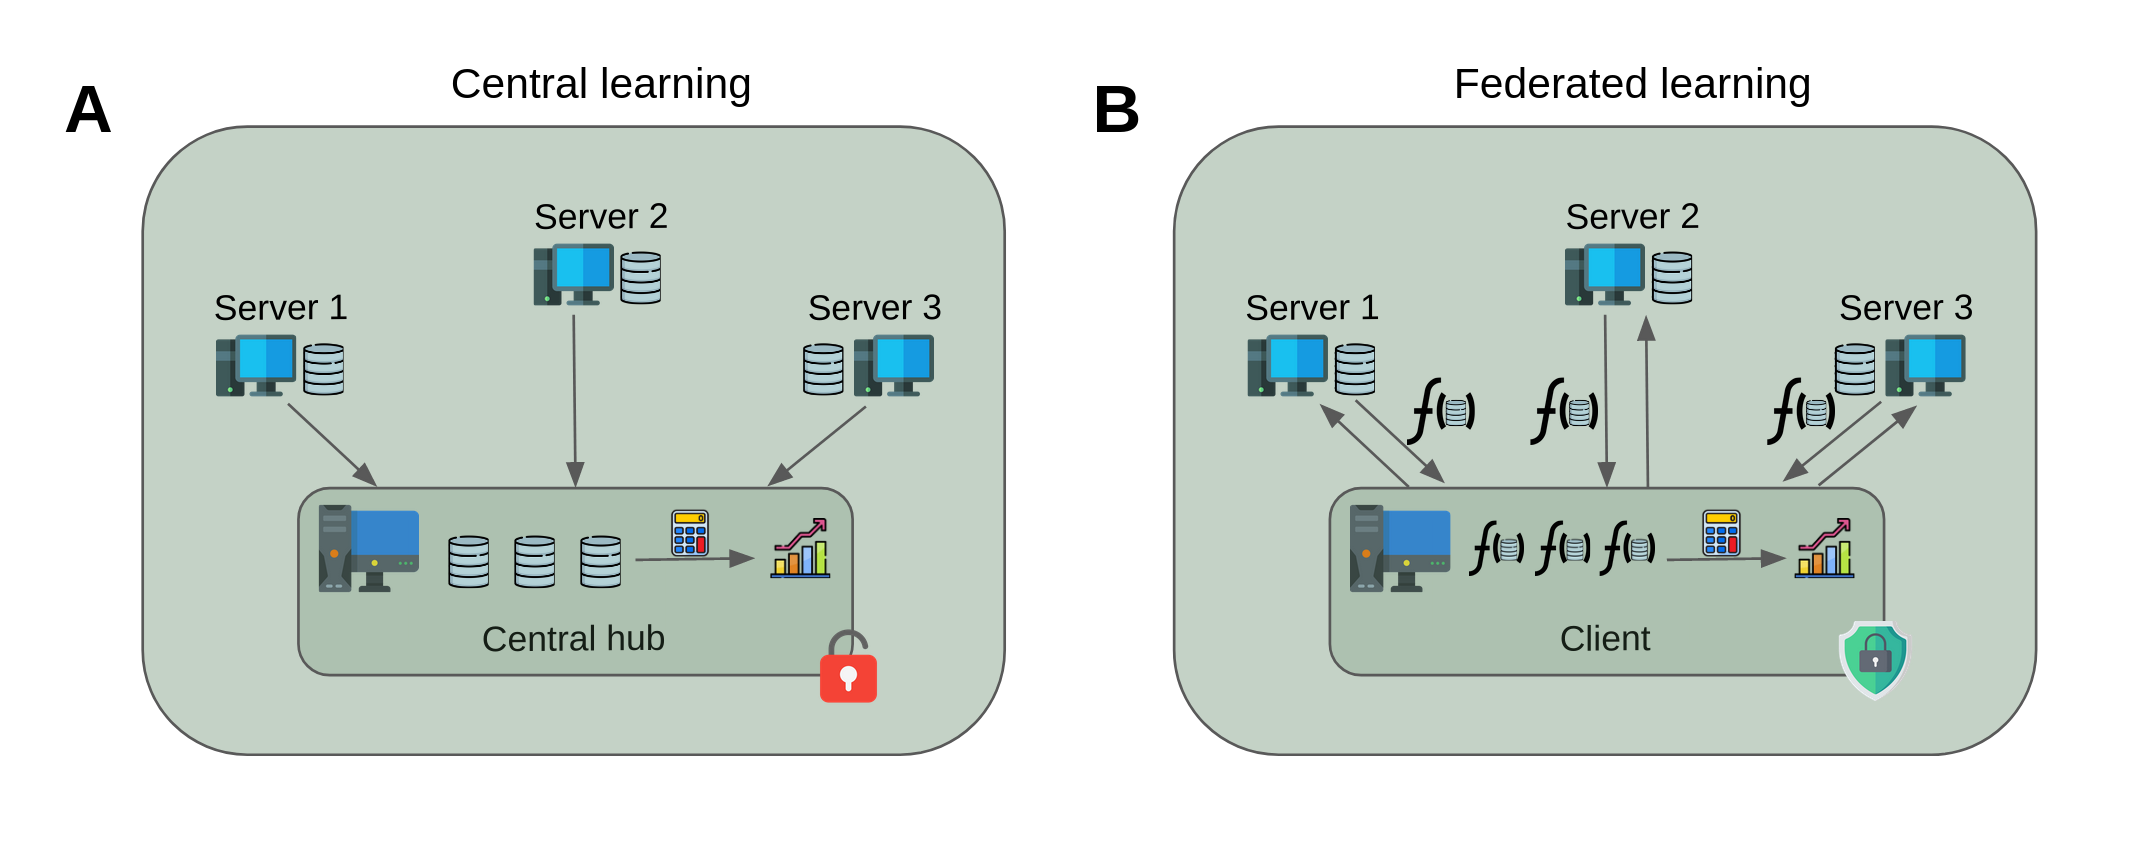 A
Central learning
Server 2
Server 1
Server 3
Central hub
B
Federated learning
Server 2
Server 1
Server 3
f( )
f( )
f( )
f( ) f( ) f( )
Client